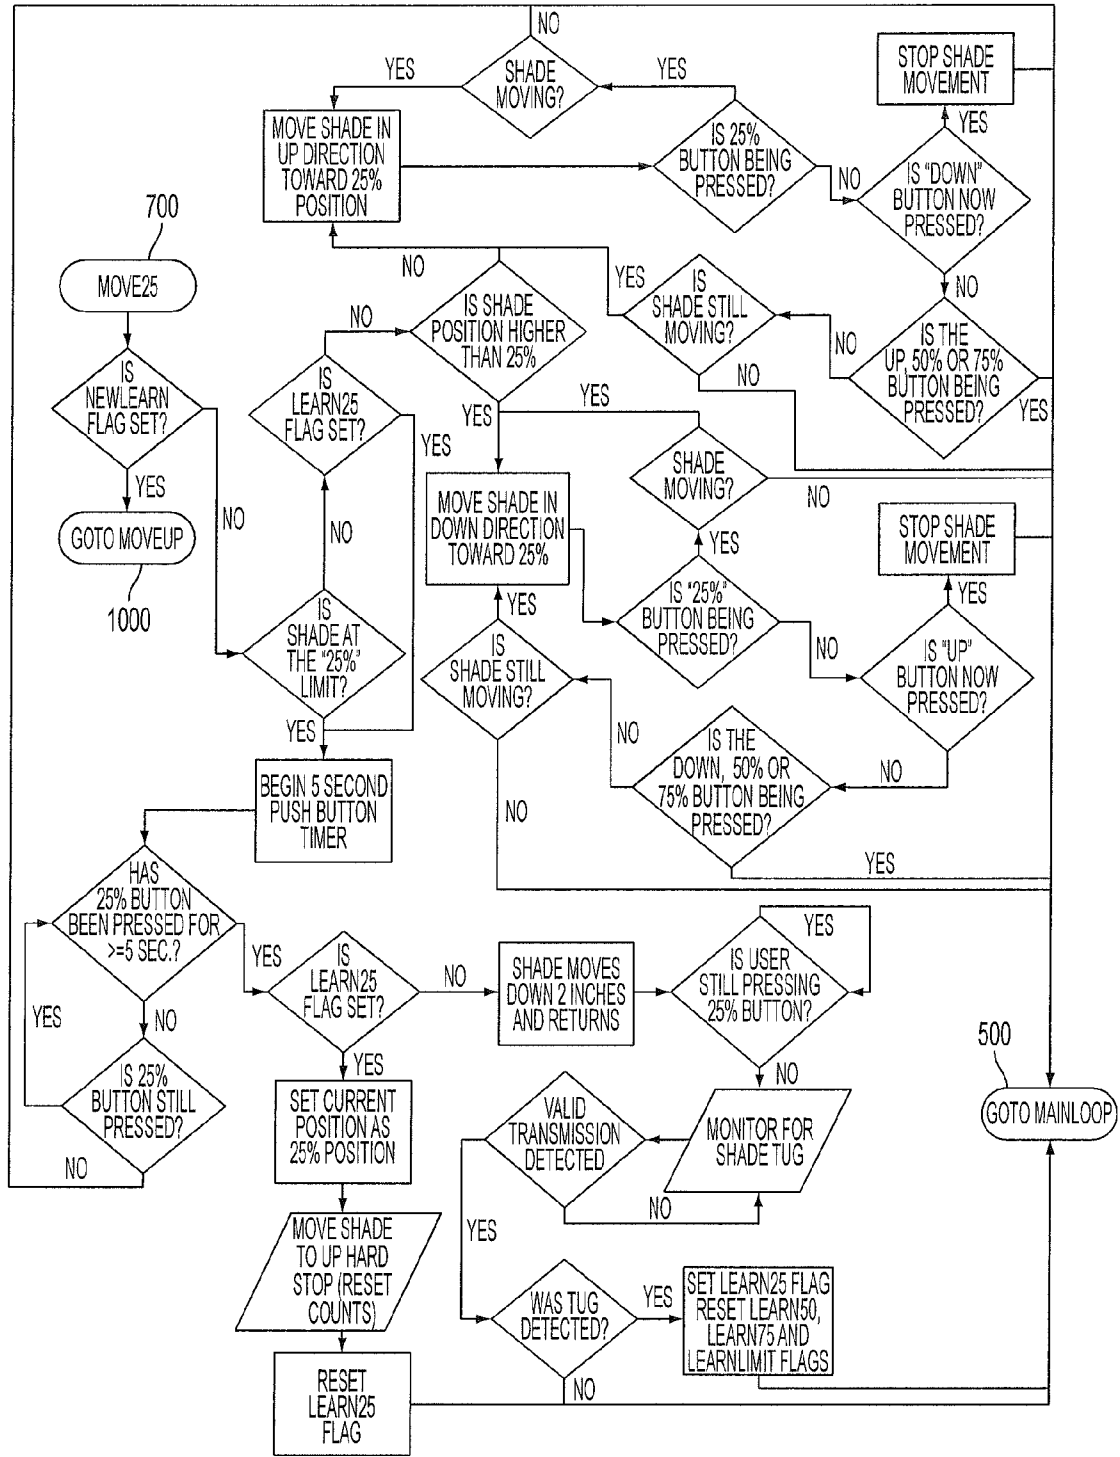 NO
SHADE
MOVING?
YES
YES
STOP SHADE
MOVEMENT
YES
MOVE SHADE IN
UP DIRECTION
TOWARD 25%
POSITION
IS 25%
BUTTON BEING
PRESSED?
NO
IS "DOWN"
BUTTON NOW
PRESSED?
NO
700
MOVE25
IS
NEWLEARN
FLAG SET?
YES
GOTO MOVEUP
1000
NO
NO
IS SHADE
POSITION HIGHER
THAN 25%
NO
YES
YES
IS
SHADE STILL
MOVING?
NO
NO
IS THE
UP, 50% OR 75%
BUTTON BEING
PRESSED?
YES
IS
LEARN25
FLAG SET?
YES
NO
IS
SHADE AT
THE "25%"
LIMIT?
YES
YES
SHADE
MOVING?
NO
YES
MOVE SHADE IN
DOWN DIRECTION
TOWARD 25%
YES
IS "25%"
BUTTON BEING
PRESSED?
NO
STOP SHADE
MOVEMENT
YES
IS "UP"
BUTTON NOW
PRESSED?
NO
IS
SHADE STILL
MOVING?
NO
NO
IS THE
DOWN, 50% OR
75% BUTTON BEING
PRESSED?
YES
BEGIN 5 SECOND
PUSH BUTTON
TIMER
HAS
25% BUTTON
BEEN PRESSED FOR
>=5 SEC.?
YES
NO
YES
IS 25%
BUTTON STILL
PRESSED?
NO
IS
LEARN25
FLAG SET?
NO
YES
SHADE MOVES
DOWN 2 INCHES
AND RETURNS
YES
IS USER
STILL PRESSING
25% BUTTON?
NO
500
GOTO MAINLOOP
SET CURRENT
POSITION AS
25% POSITION
VALID
TRANSMISSION
DETECTED
NO
YES
MONITOR FOR
SHADE TUG
MOVE SHADE
TO UP HARD
STOP (RESET
COUNTS)
WAS TUG
DETECTED?
YES
NO
SET LEARN25 FLAG
RESET LEARN50,
LEARN75 AND
LEARNLIMIT FLAGS
RESET
LEARN25
FLAG